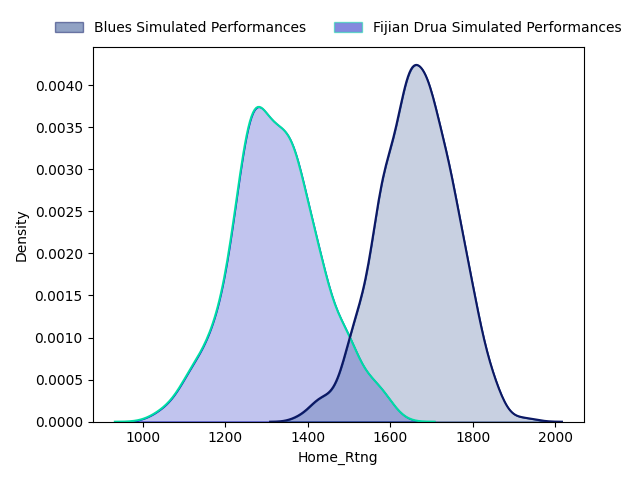 Blues Simulated Performances Fijian Drua Simulated Performances
0.0040
0.0035
0.0030
0.0025
0.0020
0.0015
0.0010
0.0005
0.0000
Density
1000 1200 1400 1600 1800 2000
Home_Rtng